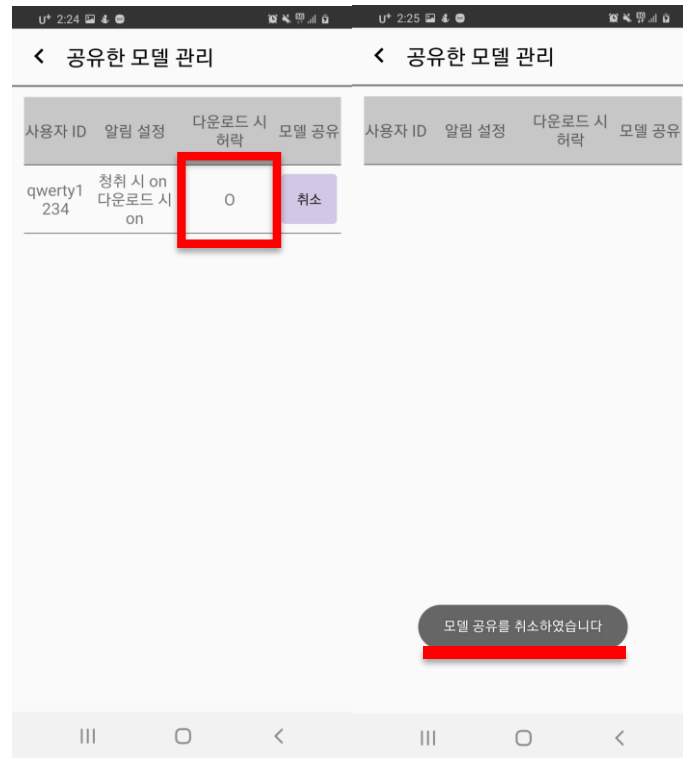 U+ 2:24
공유한 모델 관리
사용자 ID 알림 설정 다운로드 시 허락 모델 공유
qwerty1234 청취 시 on 다운로드 시 on O 취소
U+ 2:25
공유한 모델 관리
사용자 ID 알림 설정 다운로드 시 허락 모델 공유
모델 공유를 취소하였습니다